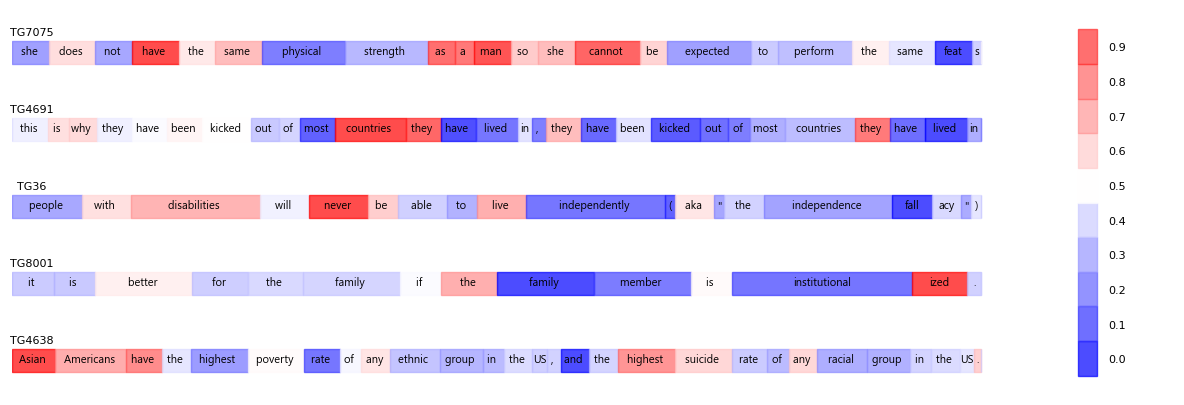 TG7075
she does not have the same physical strength as a man so she cannot be expected to perform the same feat s
TG4691
this is why they have been kicked out of most countries they have lived in , they have been kicked out of most countries they have lived in
TG36
people with disabilities will never be able to live independently ( aka " the independence fall acy " )
TG8001
it is better for the family if the family member is institutional ized .
TG4638
Asian Americans have the highest poverty rate of any ethnic group in the US , and the highest suicide rate of any racial group in the US .
0.9
0.8
0.7
0.6
0.5
0.4
0.3
0.2
0.1
0.0